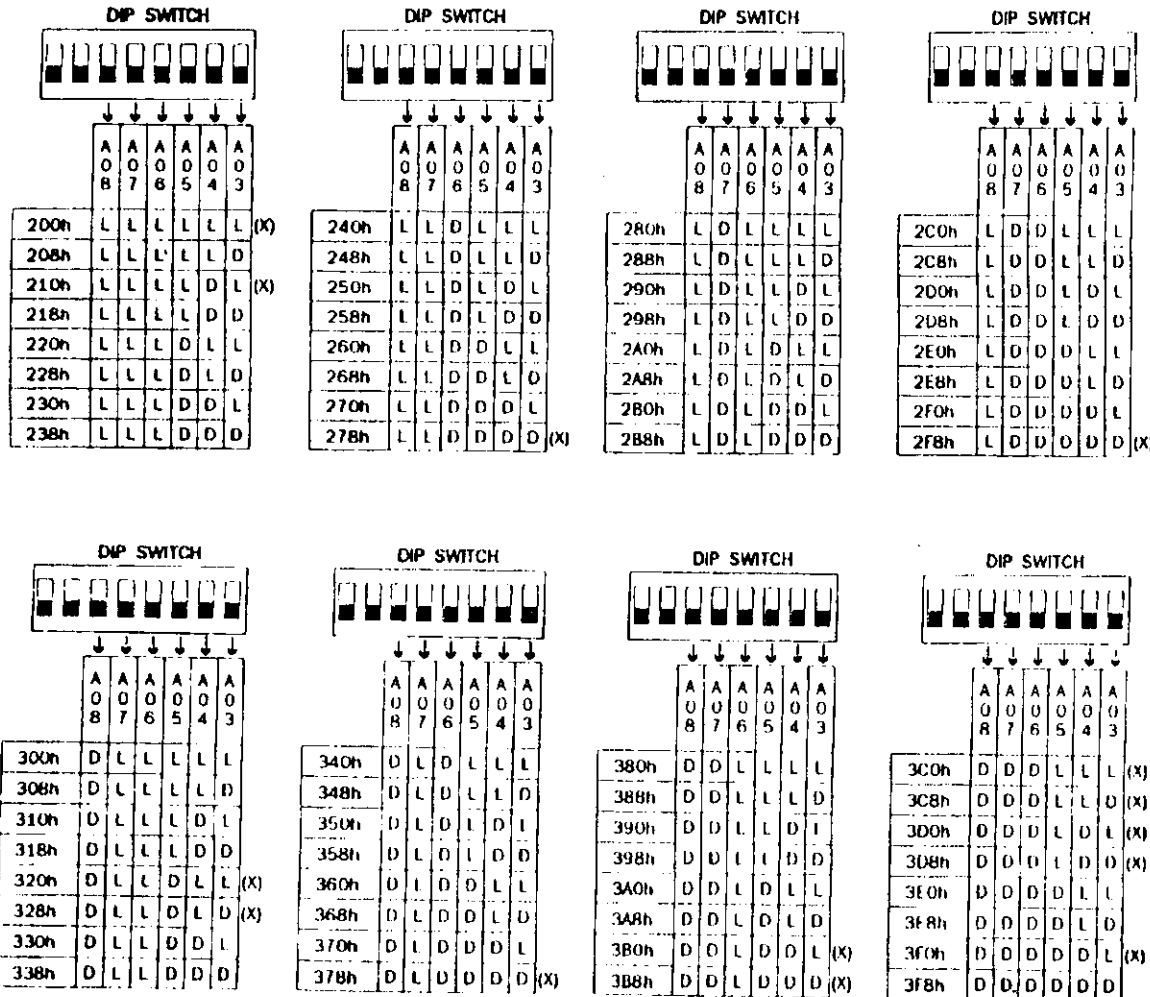 DIP SWITCH
A08 A07 A06 A05 A04 A03
200h L L L L L L (X)
208h L L L L L D
210h L L L L D L (X)
218h L L L L D D
220h L L L D L L
228h L L L D L D
230h L L L D D L
238h L L L D D D
DIP SWITCH
A08 A07 A06 A05 A04 A03
240h L L D L L L
248h L L D L L D
250h L L D L D L
258h L L D L D D
260h L L D D L L
268h L L D D L D
270h L L D D D L
278h L L D D D D (X)
DIP SWITCH
A08 A07 A06 A05 A04 A03
280h L D L L L L
288h L D L L L D
290h L D L L D L
298h L D L L D D
2A0h L D L D L L
2A8h L D L D L D
2B0h L D L D D L
2B8h L D L D D D
DIP SWITCH
A08 A07 A06 A05 A04 A03
2C0h L D D L L L
2C8h L D D L L D
2D0h L D D L D L
2D8h L D D L D D
2E0h L D D D L L
2E8h L D D D L D
2F0h L D D D D L
2F8h L D D D D D (X)
DIP SWITCH
A08 A07 A06 A05 A04 A03
300h D L L L L L
308h D L L L L D
310h D L L L D L
318h D L L L D D
320h D L L D L L (X)
328h D L L D L D (X)
330h D L L D D L
338h D L L D D D
DIP SWITCH
A08 A07 A06 A05 A04 A03
340h D L D L L L
348h D L D L L D
350h D L D L D L
358h D L D L D D
360h D L D D L L
368h D L D D L D
370h D L D D D L
378h D L D D D D (X)
DIP SWITCH
A08 A07 A06 A05 A04 A03
380h D D L L L L
388h D D L L L D
390h D D L L D L
398h D D L L D D
3A0h D D L D L L
3A8h D D L D L D
3B0h D D L D D L (X)
3B8h D D L D D D (X)
DIP SWITCH
A08 A07 A06 A05 A04 A03
3C0h D D D L L L (X)
3C8h D D D L L D (X)
3D0h D D D L D L (X)
3D8h D D D L D D (X)
3E0h D D D D L L
3E8h D D D D L D
3F0h D D D D D L (X)
3F8h D D D D D D